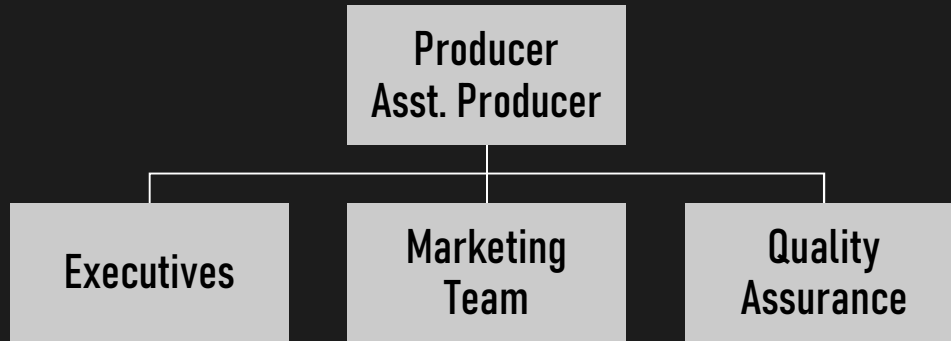 Producer
Asst. Producer
Executives
Marketing
Team
Quality
Assurance